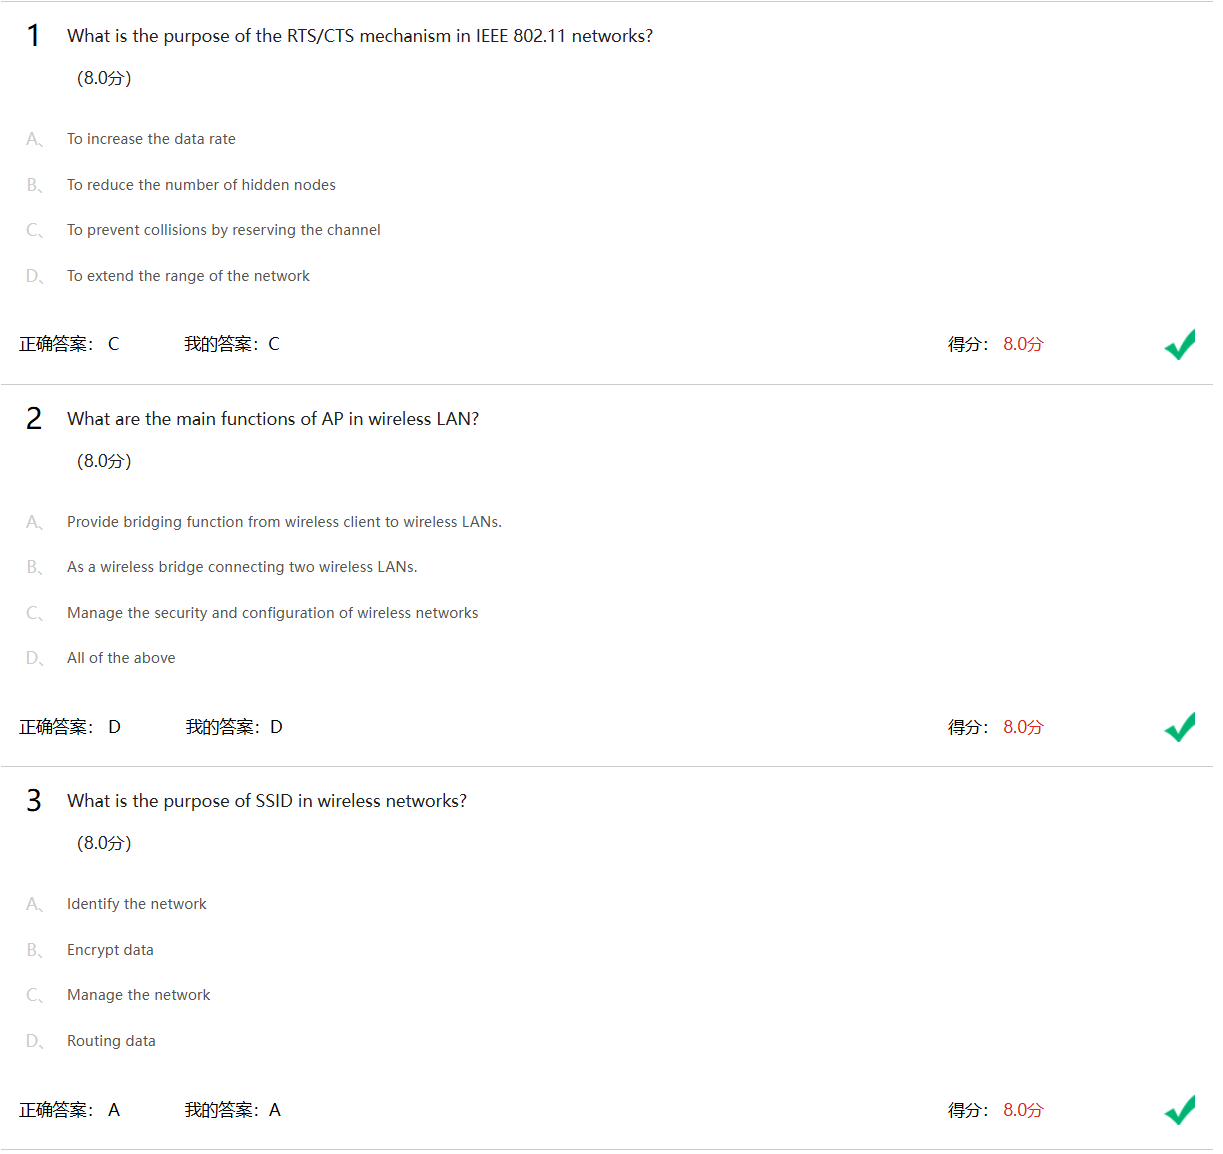 1 What is the purpose of the RTS/CTS mechanism in IEEE 802.11 networks?
(8.0分)
A、 To increase the data rate
B、 To reduce the number of hidden nodes
C、 To prevent collisions by reserving the channel
D、 To extend the range of the network
正确答案： C 我的答案：C 得分： 8.0分
2 What are the main functions of AP in wireless LAN?
(8.0分)
A、 Provide bridging function from wireless client to wireless LANs.
B、 As a wireless bridge connecting two wireless LANs.
C、 Manage the security and configuration of wireless networks
D、 All of the above
正确答案： D 我的答案：D 得分： 8.0分
3 What is the purpose of SSID in wireless networks?
(8.0分)
A、 Identify the network
B、 Encrypt data
C、 Manage the network
D、 Routing data
正确答案： A 我的答案：A 得分： 8.0分